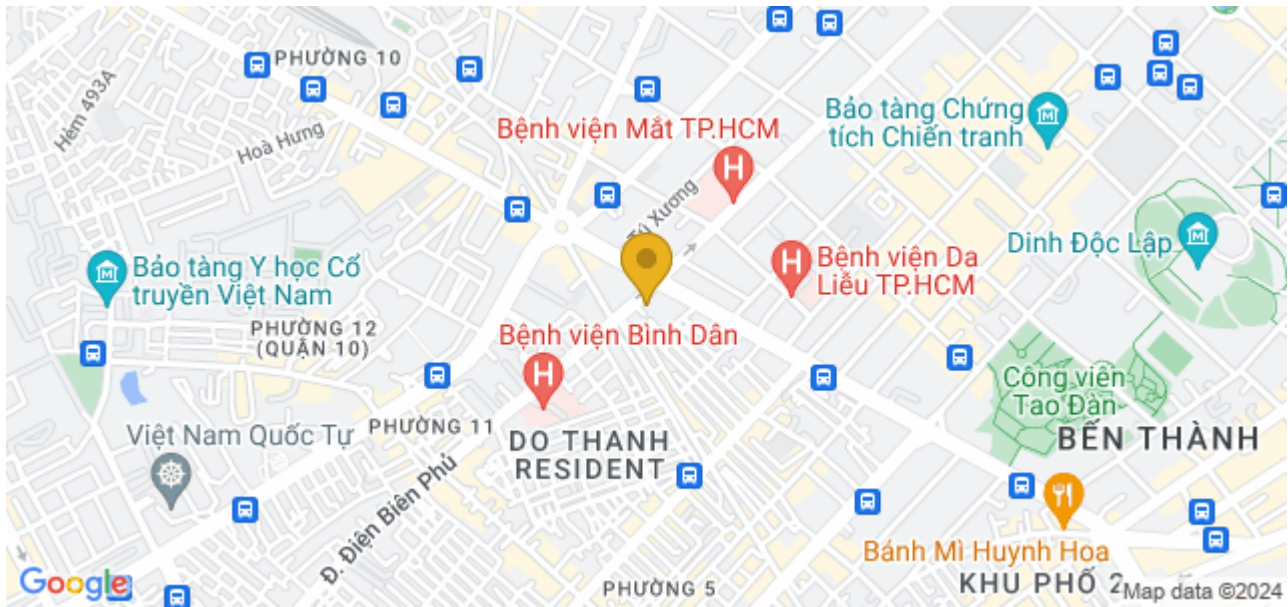 PHƯỜNG 10
Hẻm 493A
Hoà Hưng
Bệnh viện Mắt TP.HCM
Bảo tàng Chứng
tích Chiến tranh
Tú Xương
Dinh Độc Lập
Bảo tàng Y học Cổ
truyền Việt Nam
Bệnh viện Da
Liễu TP.HCM
PHƯỜNG 12
(QUẬN 10)
Bệnh viện Bình Dân
Công viên
Tao Đàn
Việt Nam Quốc Tự
PHƯỜNG 11
DO THANH
RESIDENT
BẾN THÀNH
Đ. Điện Biên Phủ
Bánh Mì Huynh Hoa
PHƯỜNG 5
KHU PHỐ 2
Google
Map data ©2024